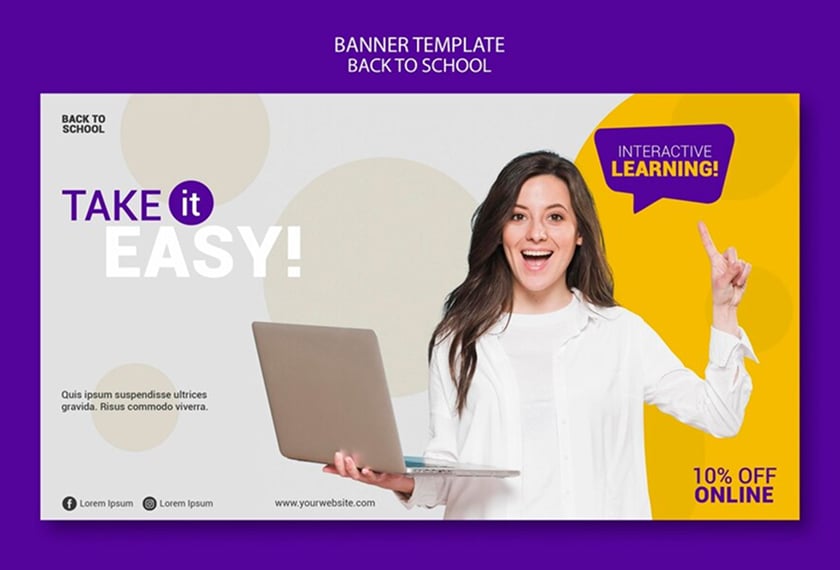 BANNER TEMPLATE
BACK TO SCHOOL
BACK TO
SCHOOL
TAKE it
EASY!
INTERACTIVE
LEARNING!
Quis ipsum suspendisse ultrices
gravida. Risus commodo viverra.
10% OFF
ONLINE
Lorem Ipsum
Lorem Ipsum
www.yourwebsite.com